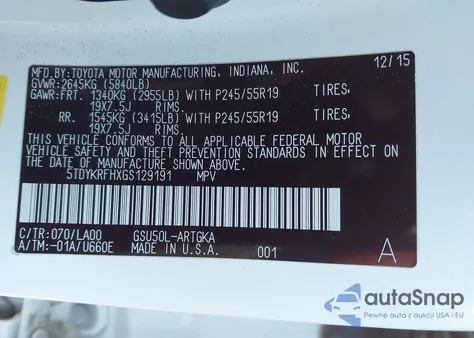 MFD. BY:TOYOTA MOTOR MANUFACTURING, INDIANA, INC. 12/15
GVWR:2645KG (5840LB)
GAWR:FRT. 1340KG (2955LB) WITH P245/55R19 TIRES,
19X7.5J RIMS.
RR. 1545KG (3415LB) WITH P245/55R19 TIRES,
19X7.5J RIMS.
THIS VEHICLE CONFORMS TO ALL APPLICABLE FEDERAL MOTOR
VEHICLE SAFETY AND THEFT PREVENTION STANDARDS IN EFFECT
ON THE DATE OF MANUFACTURE SHOWN ABOVE.
5TDYKRFHXGS129191 MPV
C/TR:070/LA00 GSU50L-ARTGKA
A/TM:-01A/U660E MADE IN U.S.A. 001 A
autoSnap
Pewne auta z aukcji USA i EU